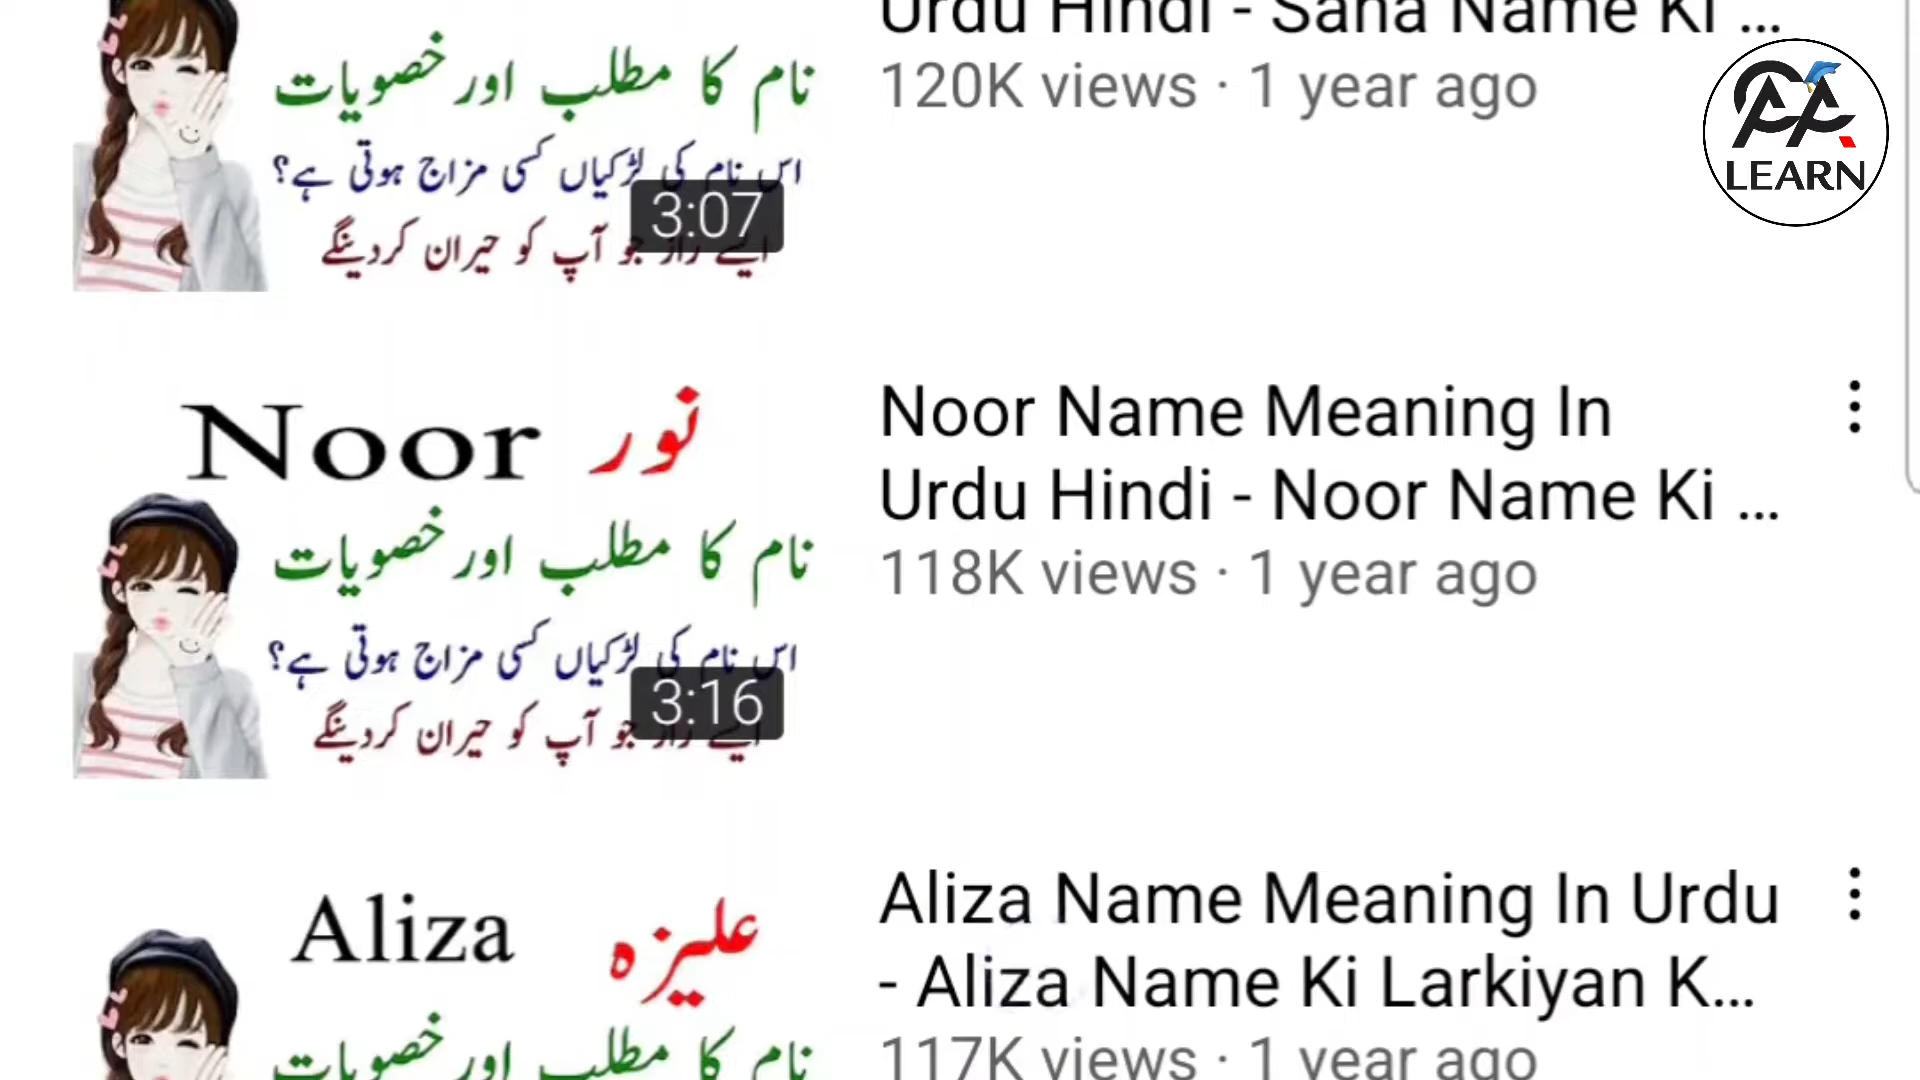 Urdu Hindi - Sana Name Ki ...
120K views · 1 year ago
نام کا مطلب اور خصویات
اس نام کی لڑکیاں کسی مزاج ہوتی ہے؟
ایسے راز جو آپ کو حیران کردینگے
3:07
LEARN
Noor نور
نام کا مطلب اور خصویات
اس نام کی لڑکیاں کسی مزاج ہوتی ہے؟
ایسے راز جو آپ کو حیران کردینگے
3:16
Noor Name Meaning In
Urdu Hindi - Noor Name Ki ...
118K views · 1 year ago
Aliza علیزہ
نام کا مطلب اور خصویات
Aliza Name Meaning In Urdu
- Aliza Name Ki Larkiyan K...
117K views · 1 year ago